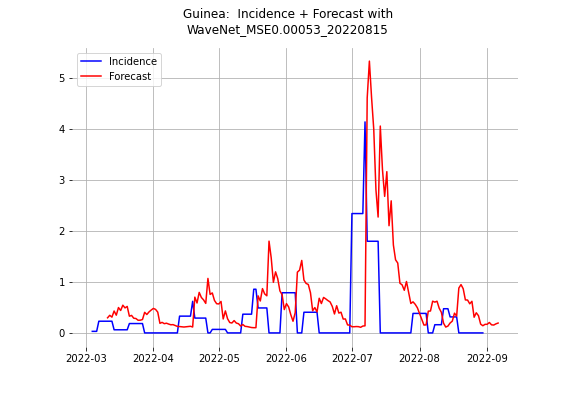 Guinea:  Incidence + Forecast with
WaveNet_MSE0.00053_20220815
Incidence
Forecast
5
4
3
2
1
0
2022-03 2022-04 2022-05 2022-06 2022-07 2022-08 2022-09